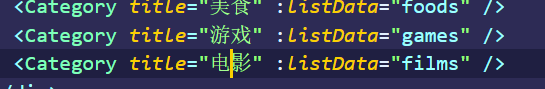 <Category title="美食" :listData="foods" />
<Category title="游戏" :listData="games" />
<Category title="电影" :listData="films" />